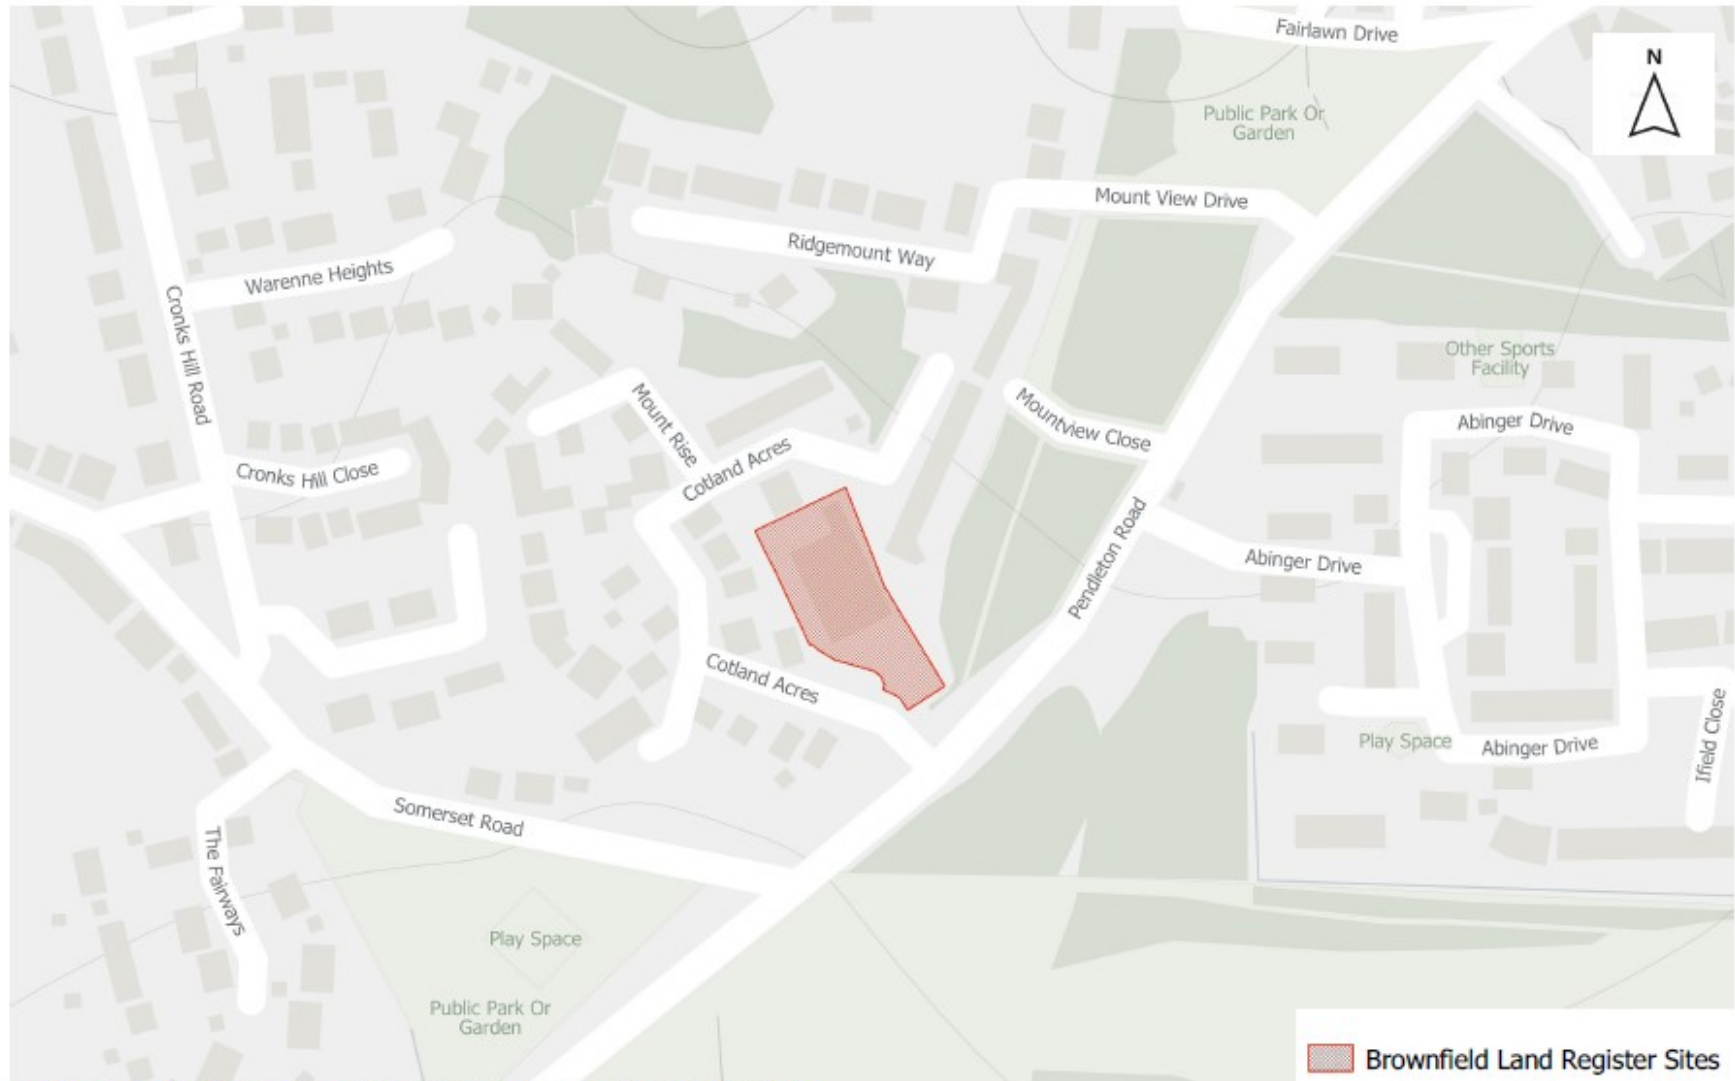 Fairlawn Drive
N
Public Park Or
Garden
Mount View Drive
Ridgemount Way
Warenne Heights
Cronks Hill Road
Other Sports
Facility
Mount Rise
Mountview Close
Abinger Drive
Cotland Acres
Cronks Hill Close
Pendleton Road
Abinger Drive
Cotland Acres
Ifield Close
Play Space
Abinger Drive
Somerset Road
The Fairways
Play Space
Public Park Or
Garden
Brownfield Land Register Sites